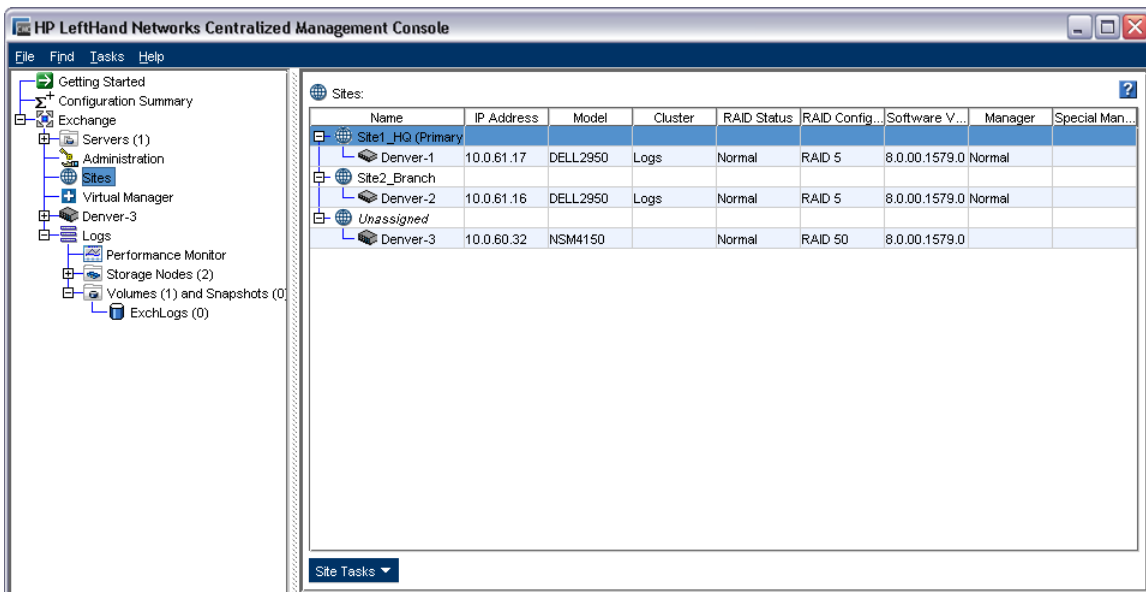 HP LeftHand Networks Centralized Management Console
File Find Tasks Help
Getting Started
Configuration Summary
Exchange
Servers (1)
Administration
Sites
Virtual Manager
Denver-3
Logs
Performance Monitor
Storage Nodes (2)
Volumes (1) and Snapshots (0)
ExchLogs (0)
Sites:
?
Name IP Address Model Cluster RAID Status RAID Config... Software V... Manager Special Man...
Site1_HQ (Primary
Denver-1 10.0.61.17 DELL2950 Logs Normal RAID 5 8.0.00.1579.0 Normal
Site2_Branch
Denver-2 10.0.61.16 DELL2950 Logs Normal RAID 5 8.0.00.1579.0 Normal
Unassigned
Denver-3 10.0.60.32 NSM4150 Normal RAID 50 8.0.00.1579.0
Site Tasks